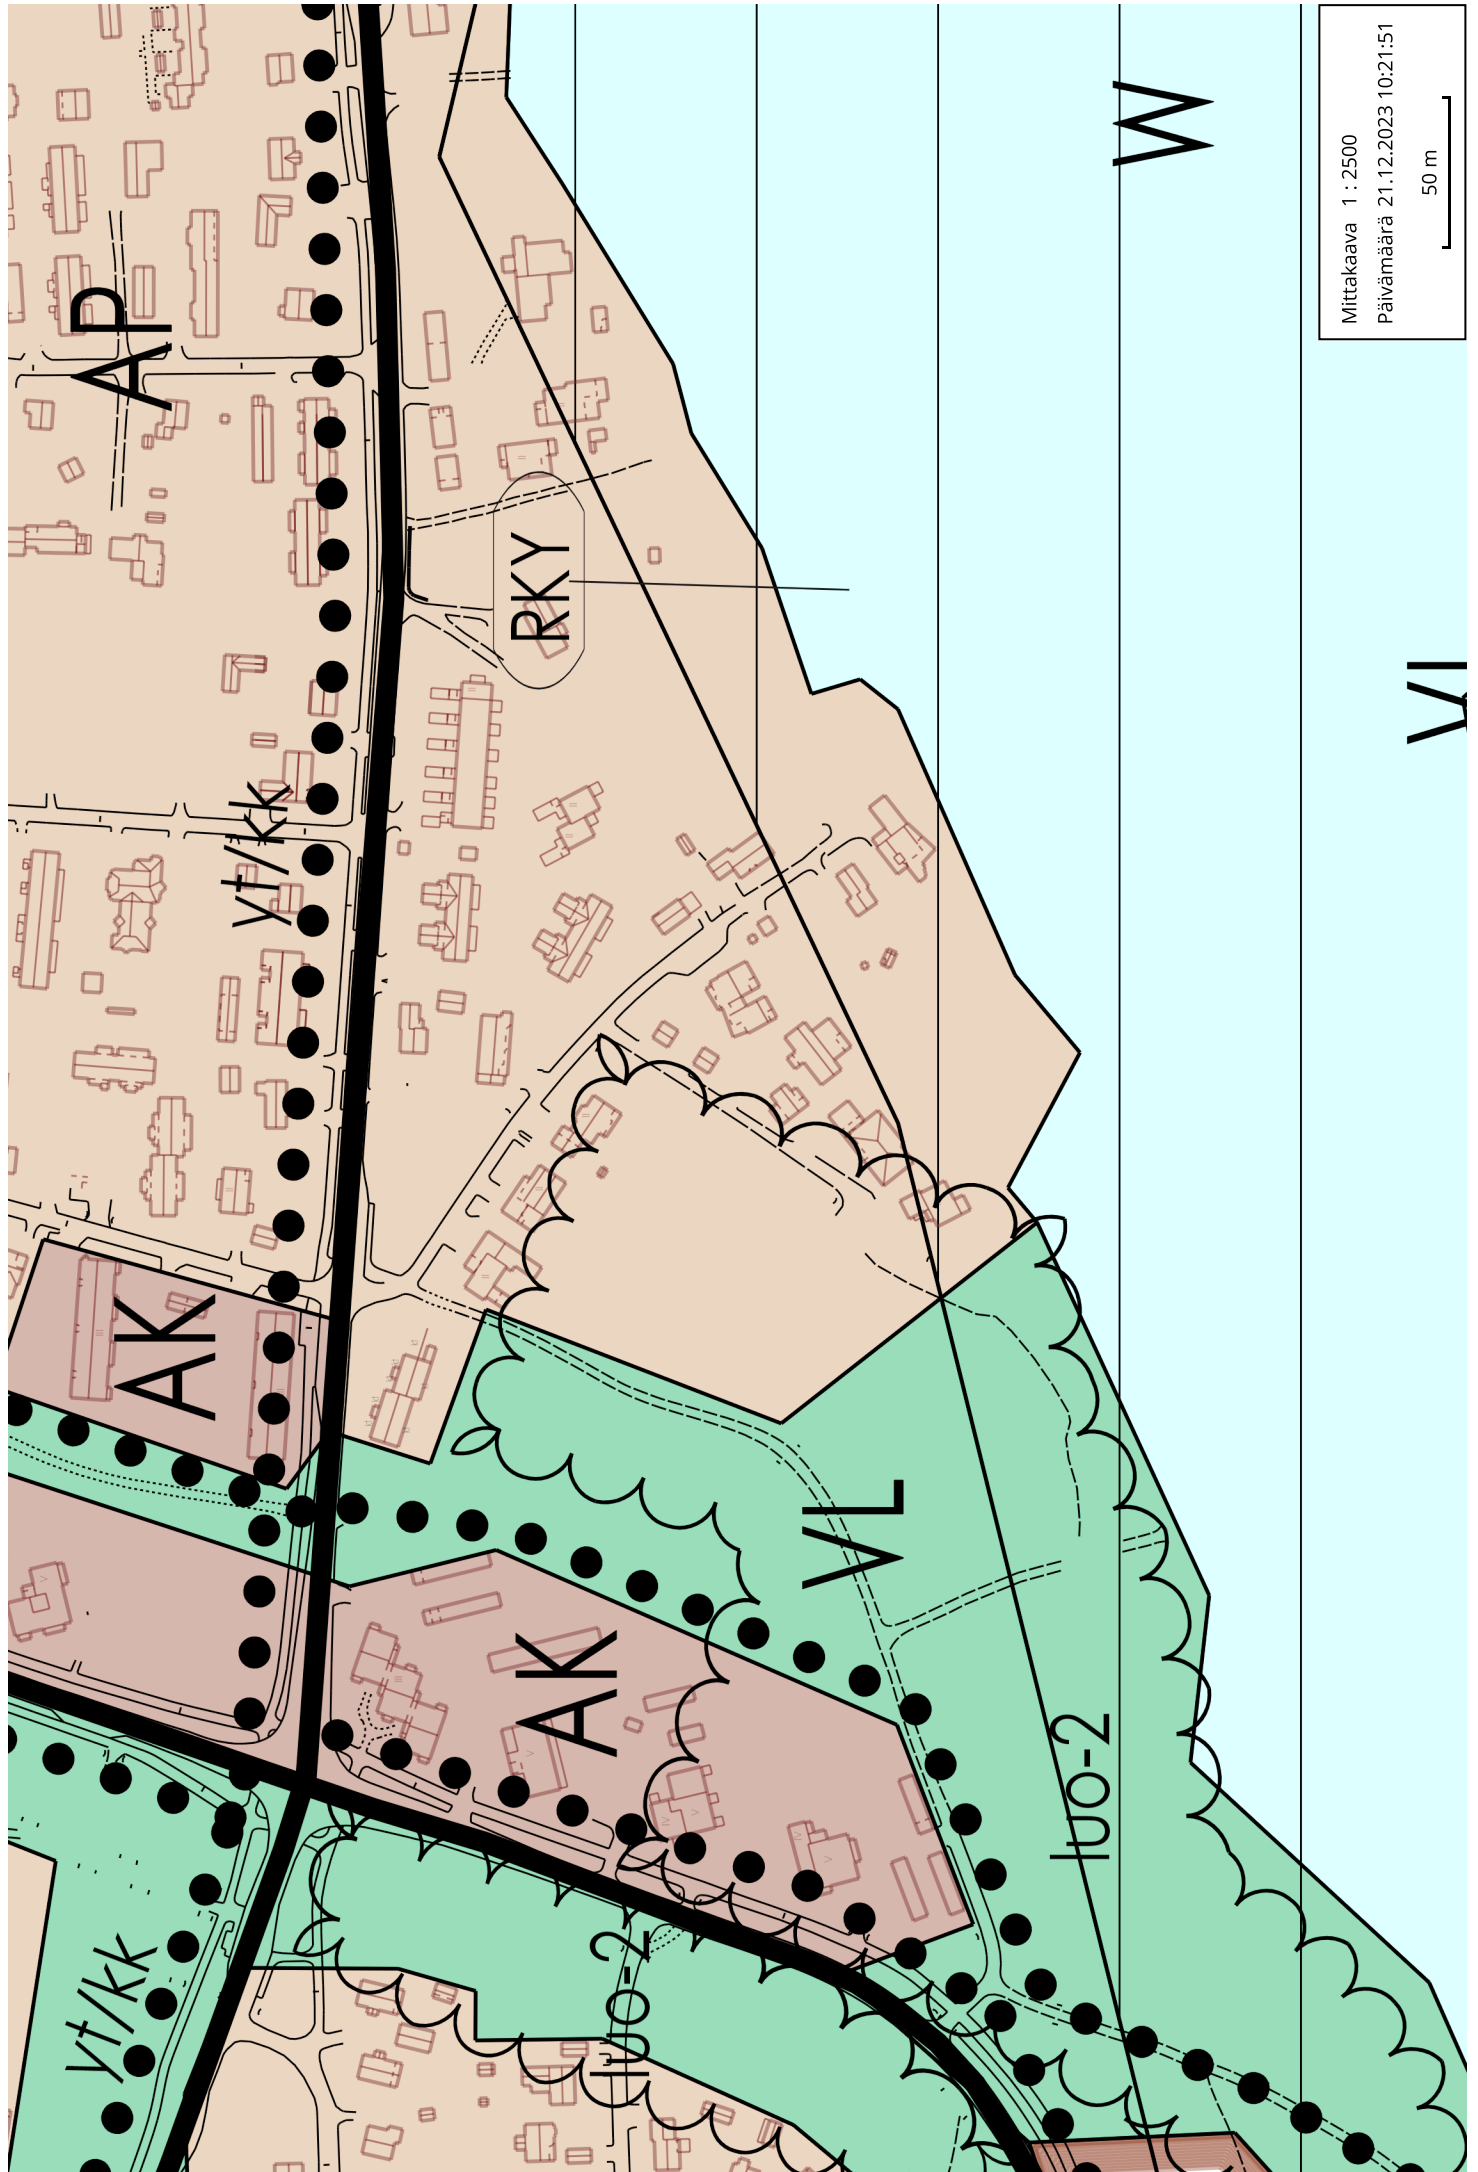 Mittakaava 1 : 2500
Päivämäärä 21.12.2023 10:21:51
50 m
W
AP
RKY
yt/kk
AK
VL
AK
luo-2
luo-2
yt/kk